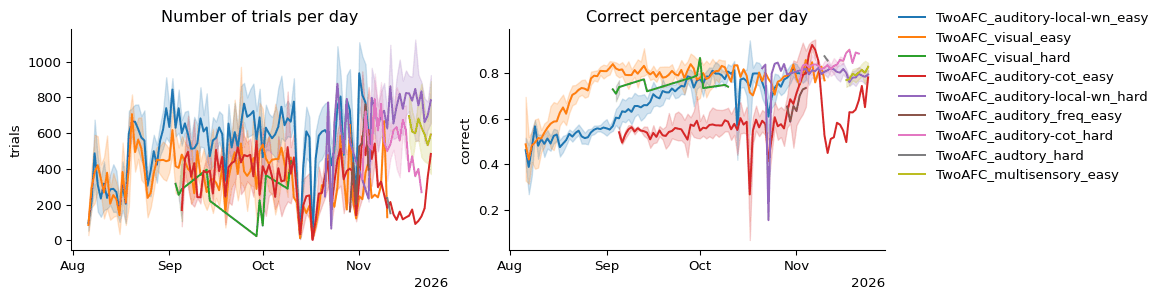 Number of trials per day
trials
1000
800
600
400
200
0
Aug
Sep
Oct
Nov
2026
Correct percentage per day
correct
0.8
0.6
0.4
0.2
Aug
Sep
Oct
Nov
2026
TwoAFC_auditory-local-wn_easy
TwoAFC_visual_easy
TwoAFC_visual_hard
TwoAFC_auditory-cot_easy
TwoAFC_auditory-local-wn_hard
TwoAFC_auditory_freq_easy
TwoAFC_auditory-cot_hard
TwoAFC_audtory_hard
TwoAFC_multisensory_easy